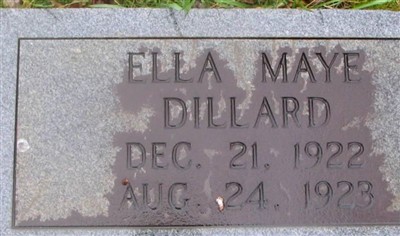 ELLA MAYE
DILLARD
DEC. 21, 1922
AUG. 24, 1923